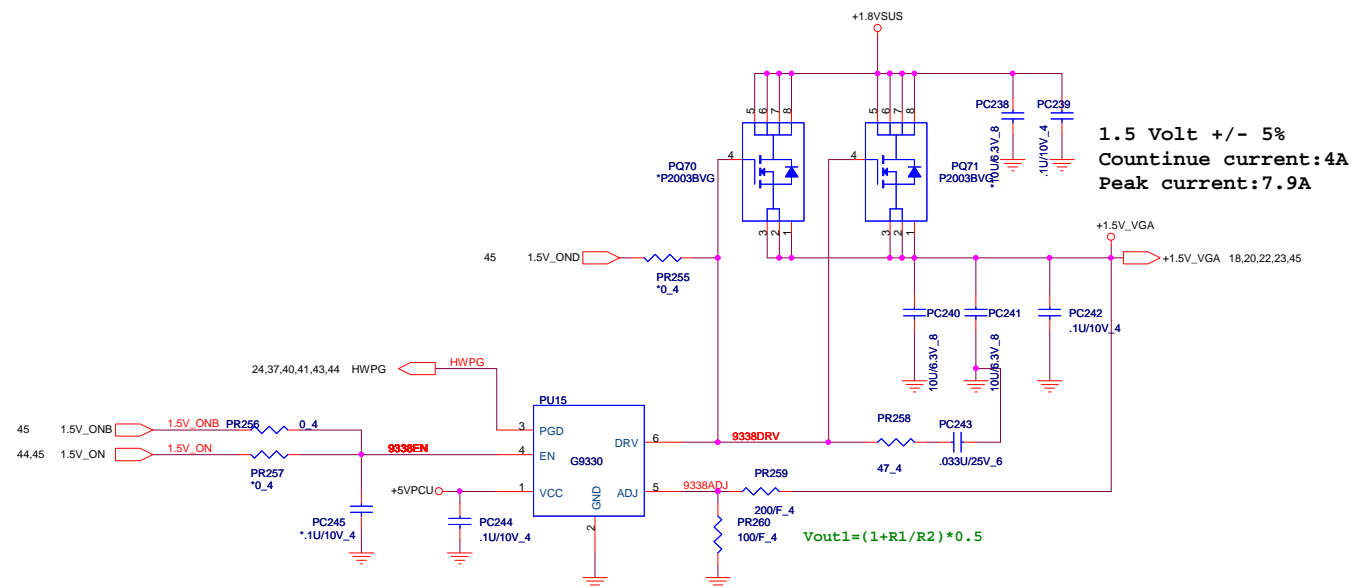 +1.8VSUS
5 6 7 8
5 6 7 8
PC238
PC239
*10U/6.3V_8
.1U/10V_4
1.5 Volt +/- 5%
Countinue current:4A
Peak current:7.9A
4
PQ70
*P2003BVG
4
PQ71
P2003BVG
3 2 1
3 2 1
+1.5V_VGA
45 1.5V_OND
PR255
*0_4
+1.5V_VGA 18,20,22,23,45
PC240
10U/6.3V_8
PC241
10U/6.3V_8
PC242
.1U/10V_4
24,37,40,41,43,44 HWPG
HWPG
PU15
45 1.5V_ONB
1.5V_ONB
PR256
0_4
3 PGD
DRV 6
9338DRV
PR258
47_4
PC243
.033U/25V_6
44,45 1.5V_ON
1.5V_ON
PR257
*0_4
9338EN
4 EN
G9330
+5VPCU
1 VCC
GND
2
ADJ 5
9338ADJ
PR259
200/F_4
PC245
*.1U/10V_4
PC244
.1U/10V_4
PR260
100/F_4
Vout1=(1+R1/R2)*0.5